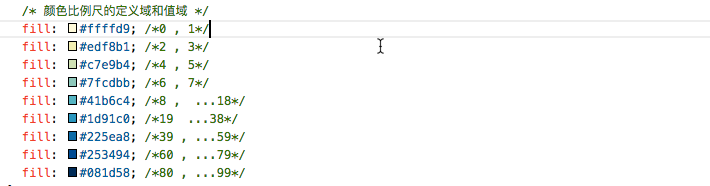 /* 颜色比例尺的定义域和值域 */
fill: #ffffd9; /*0 , 1*/
fill: #edf8b1; /*2 , 3*/
fill: #c7e9b4; /*4 , 5*/
fill: #7fcdbb; /*6 , 7*/
fill: #41b6c4; /*8 ,  ...18*/
fill: #1d91c0; /*19  ...38*/
fill: #225ea8; /*39 , ...59*/
fill: #253494; /*60 , ...79*/
fill: #081d58; /*80 , ...99*/